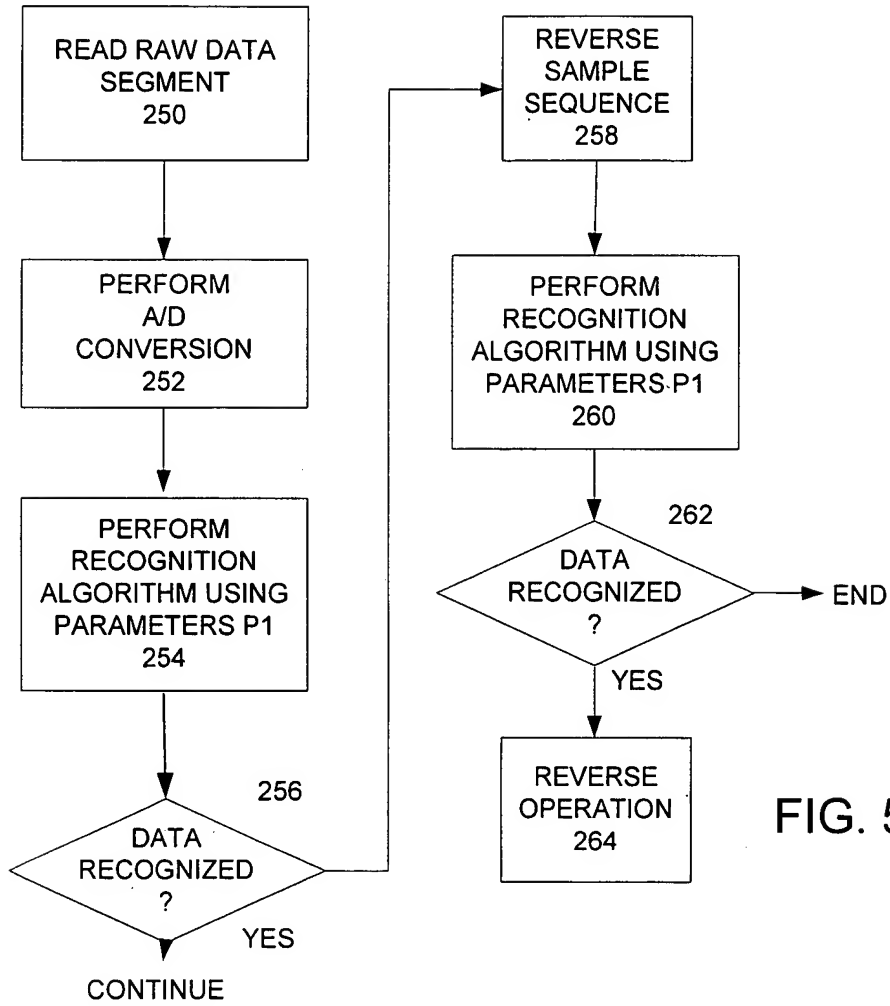 READ RAW DATA
SEGMENT
250
PERFORM
A/D
CONVERSION
252
PERFORM
RECOGNITION
ALGORITHM USING
PARAMETERS P1
254
256
DATA
RECOGNIZED
?
YES
CONTINUE
REVERSE
SAMPLE
SEQUENCE
258
PERFORM
RECOGNITION
ALGORITHM USING
PARAMETERS P1
260
262
DATA
RECOGNIZED
?
END
YES
REVERSE
OPERATION
264
FIG. 5